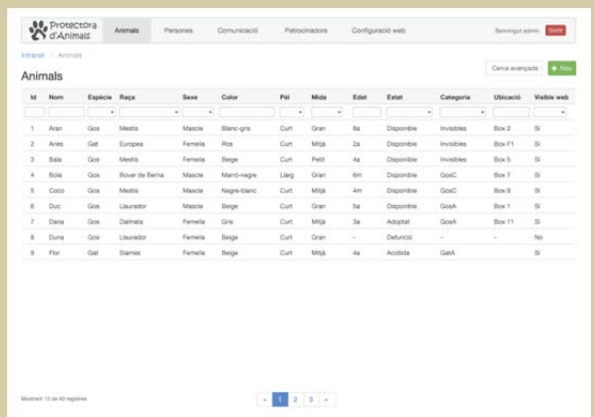 Protectora d'Animals
Animals Persones Comunicació Patrocinadors Configuració web Benvingut admin Sortir
Intranet / Animals
Animals
Cerca avançada + Nou
Id Nom Espècie Raça Sexe Color Pèl Mida Edat Estat Categoria Ubicació Visible web
1 Aran Gos Mestís Mascle Blanc-gris Curt Gran 8a Disponible Invisibles Box 2 Sí
2 Aries Gat Europea Femella Ros Curt Mitjà 2a Disponible Invisibles Box F1 Sí
3 Bala Gos Mestís Femella Beige Curt Petit 4a Disponible Invisibles Box 5 Sí
4 Bola Gos Bover de Berna Mascle Marró-negre Llarg Gran 6m Disponible GosC Box 7 Sí
5 Coco Gos Mestís Mascle Negre-blanc Curt Mitjà 4m Disponible GosC Box 9 Sí
6 Duc Gos Llaurador Mascle Beige Curt Gran 5a Disponible GosA Box 1 Sí
7 Dana Gos Dalmata Femella Gris Curt Mitjà 3a Adoptat GosA Box 11 Sí
8 Duna Gos Llaurador Femella Beige Curt Gran - Defunció - - No
9 Flor Gat Siamés Femella Beige Curt Mitjà 4a Acollida GatA Sí
Mostrant 15 de 40 registres
« 1 2 3 »